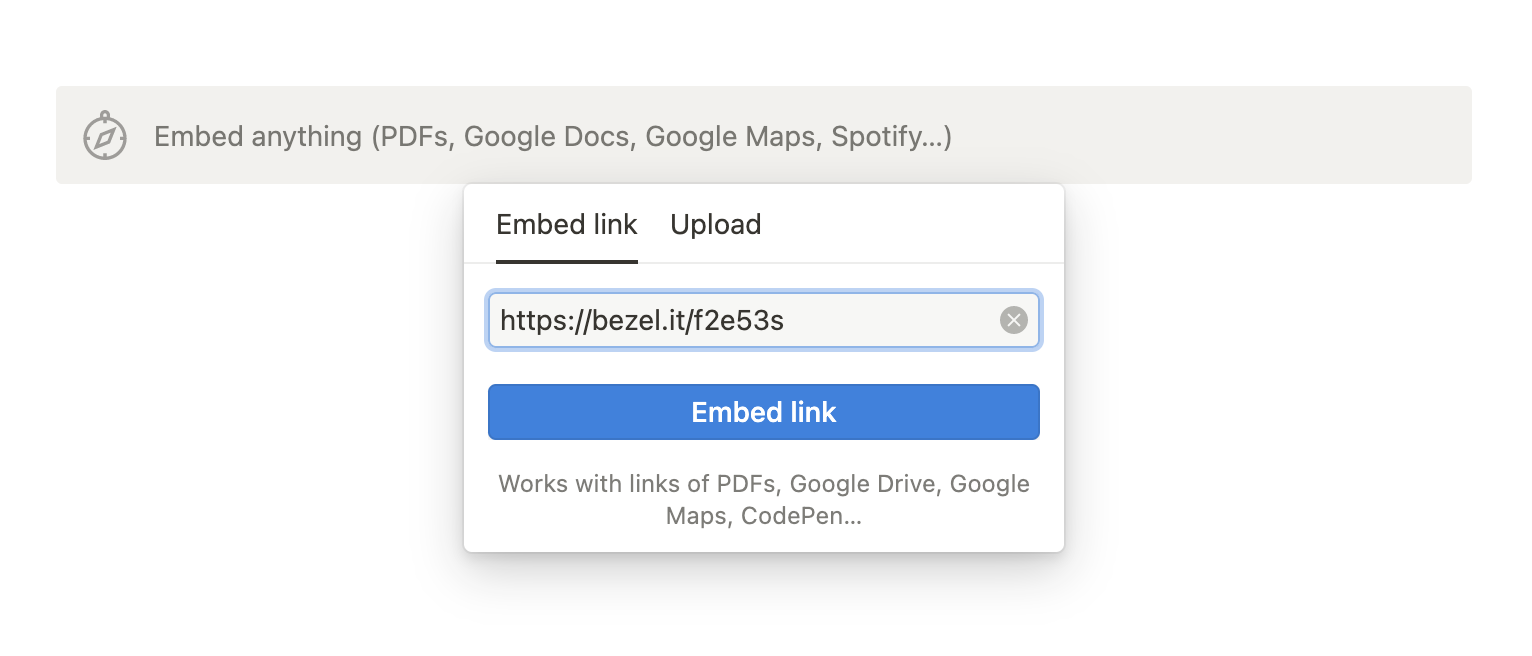 Embed anything (PDFs, Google Docs, Google Maps, Spotify...)
Embed link Upload
https://bezel.it/f2e53s
Embed link
Works with links of PDFs, Google Drive, Google
Maps, CodePen...